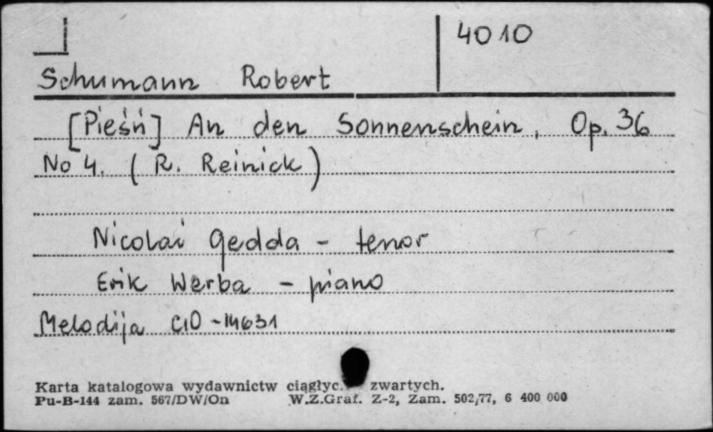 4010
Schumann Robert
[Pieśń] An den Sonnenschein, Op. 36
No 4. (R. Reinick)
Nicolai Gedda - tenor
Erik Werba - piano
Melodija C10-14631
Karta katalogowa wydawnictw ciągłyc. zwartych.
Pu-B-144 zam. 567/DW/On W.Z.Graf. Z-2, Zam. 502/77, 6 400 000